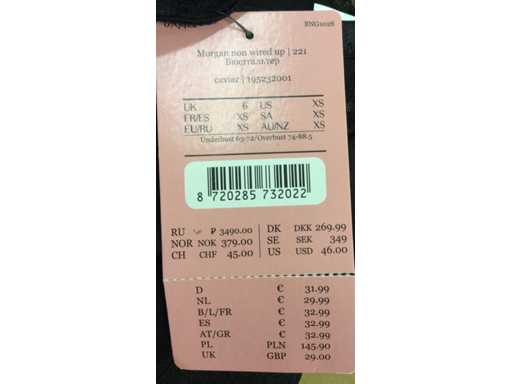 BNG1028
Morgan non wired up | 221
Бюстгальтер
caviar | 195232001
UK 6 US XS
FR/ES XS SA XS
EU/RU XS AU/NZ XS
Underbust 63-72/Overbust 74-88.5
8 720285 732022
RU ₽ 3490.00 DK DKK 269.99
NOR NOK 379.00 SE SEK 349
CH CHF 45.00 US USD 46.00
D € 31.99
NL € 29.99
B/L/FR € 32.99
ES € 32.99
AT/GR € 32.99
PL PLN 145.90
UK GBP 29.00